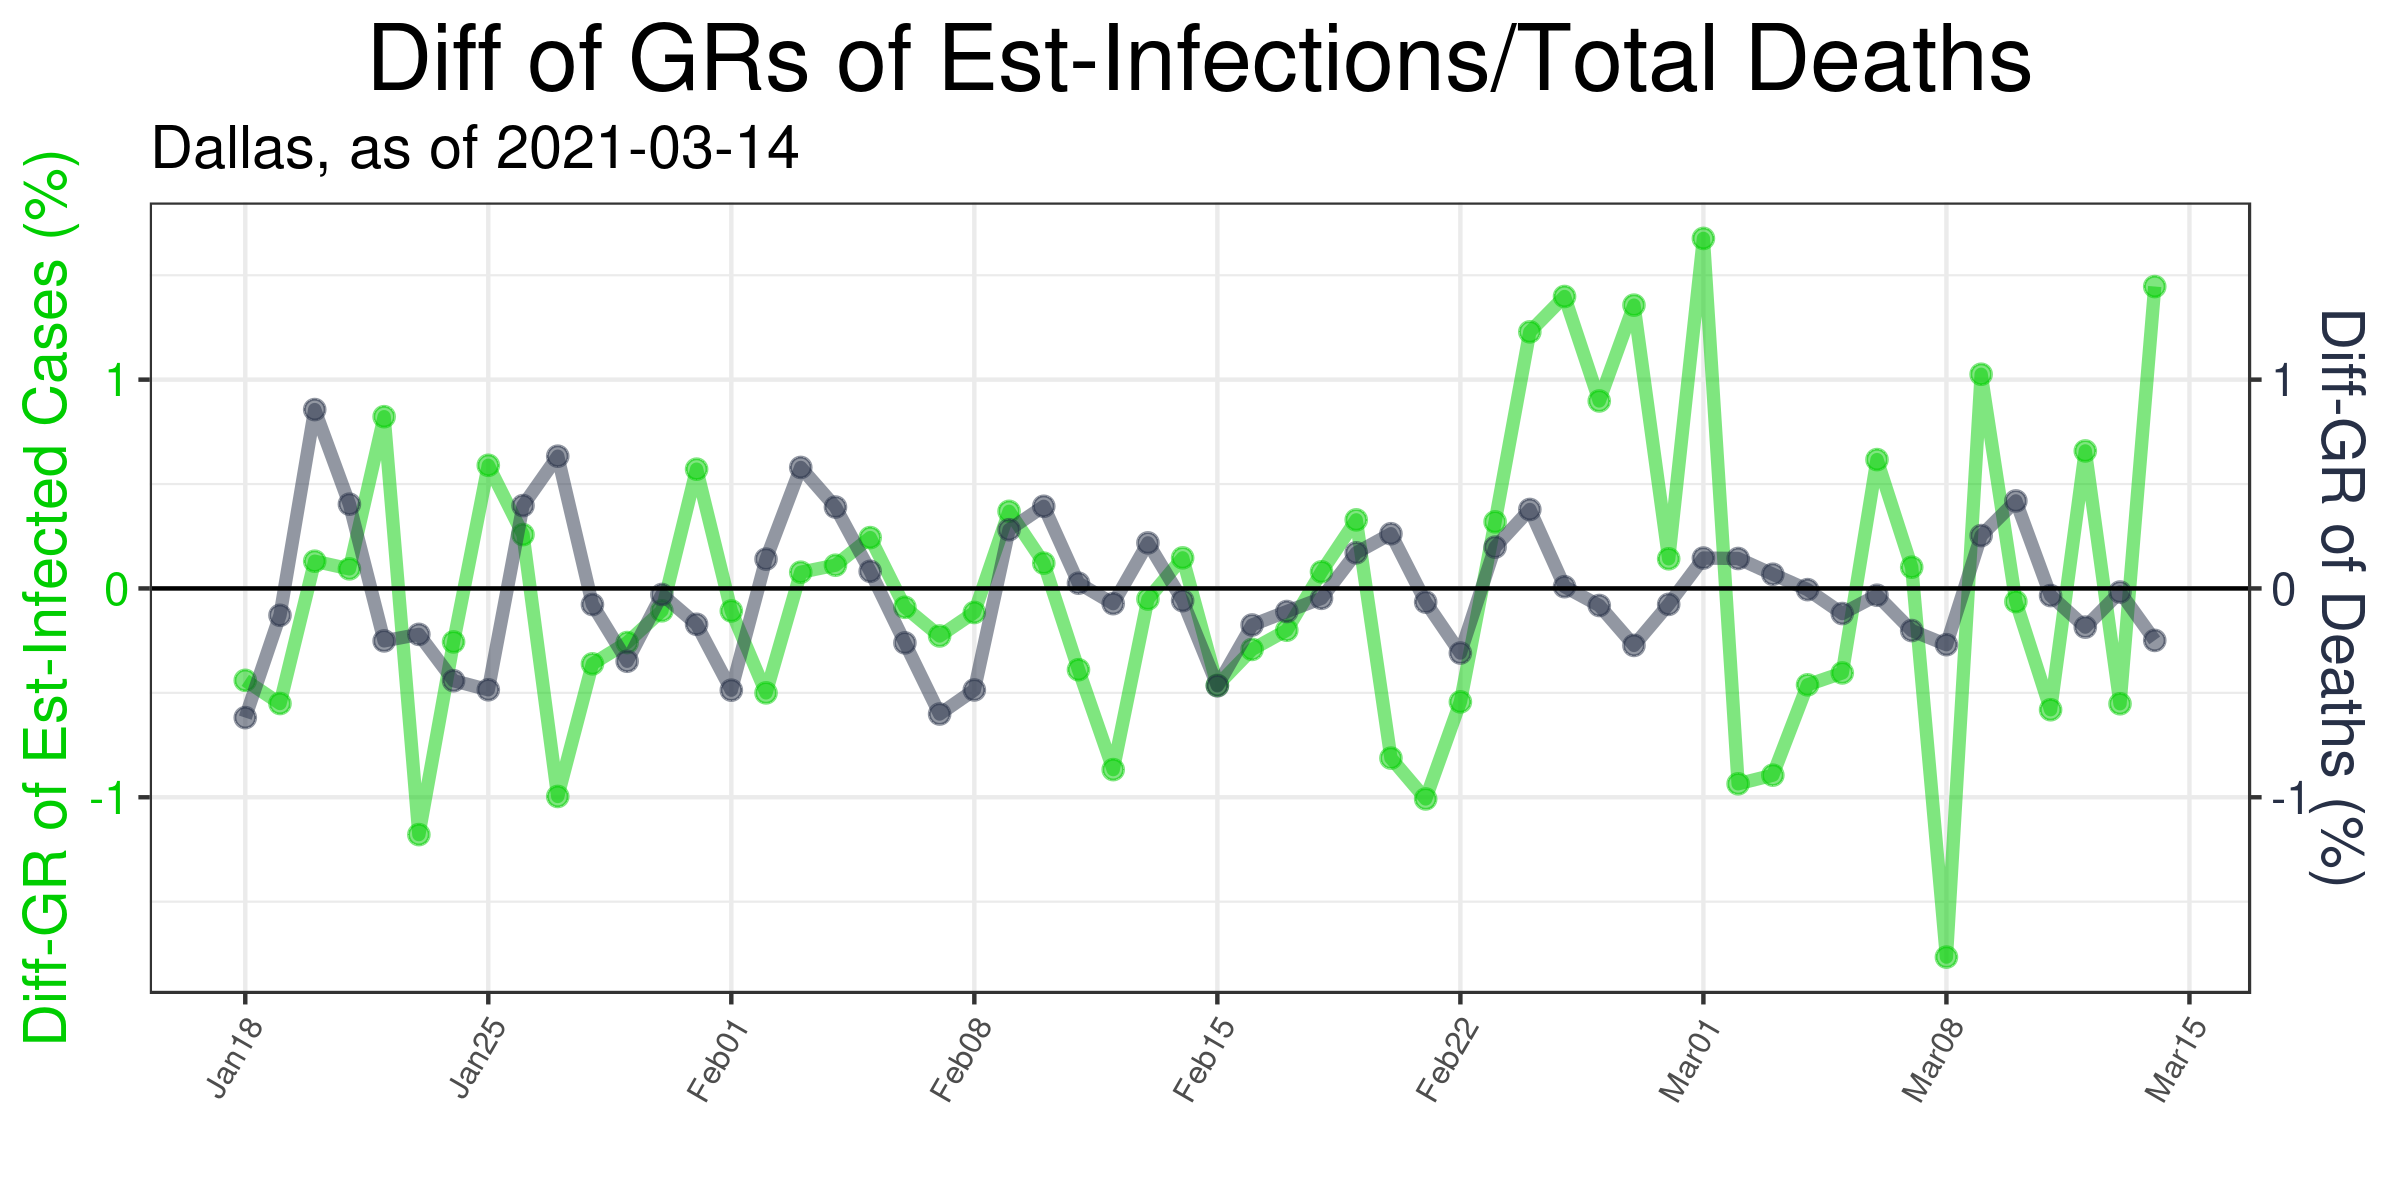 Diff of GRs of Est-Infections/Total Deaths
Dallas, as of 2021-03-14
Diff-GR of Est-Infected Cases (%)
1
0
-1
1
0
-1
Diff-GR of Deaths (%)
Jan18
Jan25
Feb01
Feb08
Feb15
Feb22
Mar01
Mar08
Mar15